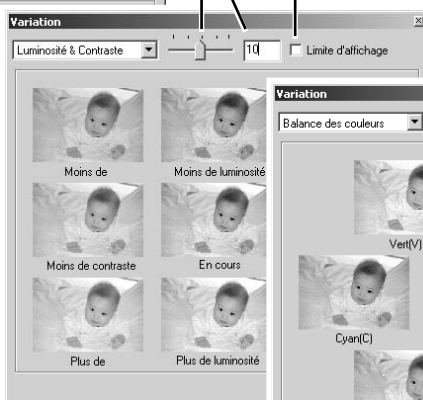 Variation
Luminosité & Contraste
10
Limite d'affichage
Moins de
Moins de luminosité
Moins de contraste
En cours
Plus de
Plus de luminosité
Variation
Balance des couleurs
Vert(V)
Cyan(C)